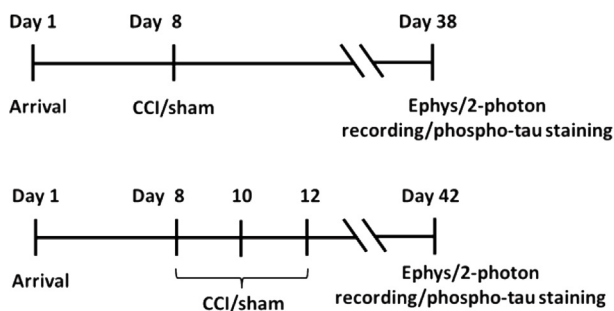 Day 1 Day 8 Day 38
Arrival CCI/sham Ephys/2-photon
recording/phospho-tau staining
Day 1 Day 8 10 12 Day 42
Arrival CCI/sham Ephys/2-photon
recording/phospho-tau staining